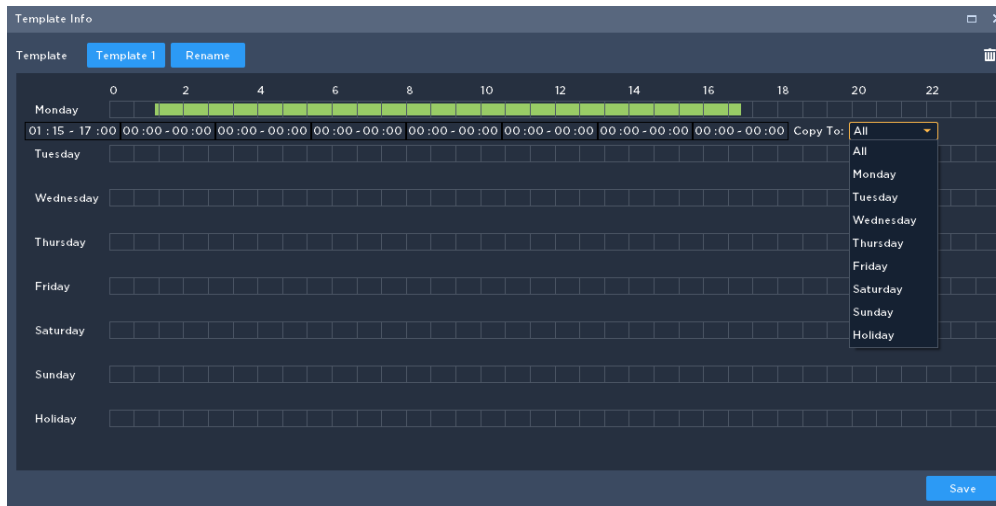 Template Info
Template Template 1 Rename
0 2 4 6 8 10 12 14 16 18 20 22
Monday
01 : 15 - 17 : 00 00 : 00 - 00 : 00 00 : 00 - 00 : 00 00 : 00 - 00 : 00 00 : 00 - 00 : 00 00 : 00 - 00 : 00 00 : 00 - 00 : 00 00 : 00 - 00 : 00 Copy To: All
Tuesday
Wednesday
Thursday
Friday
Saturday
Sunday
Holiday
All
Monday
Tuesday
Wednesday
Thursday
Friday
Saturday
Sunday
Holiday
Save